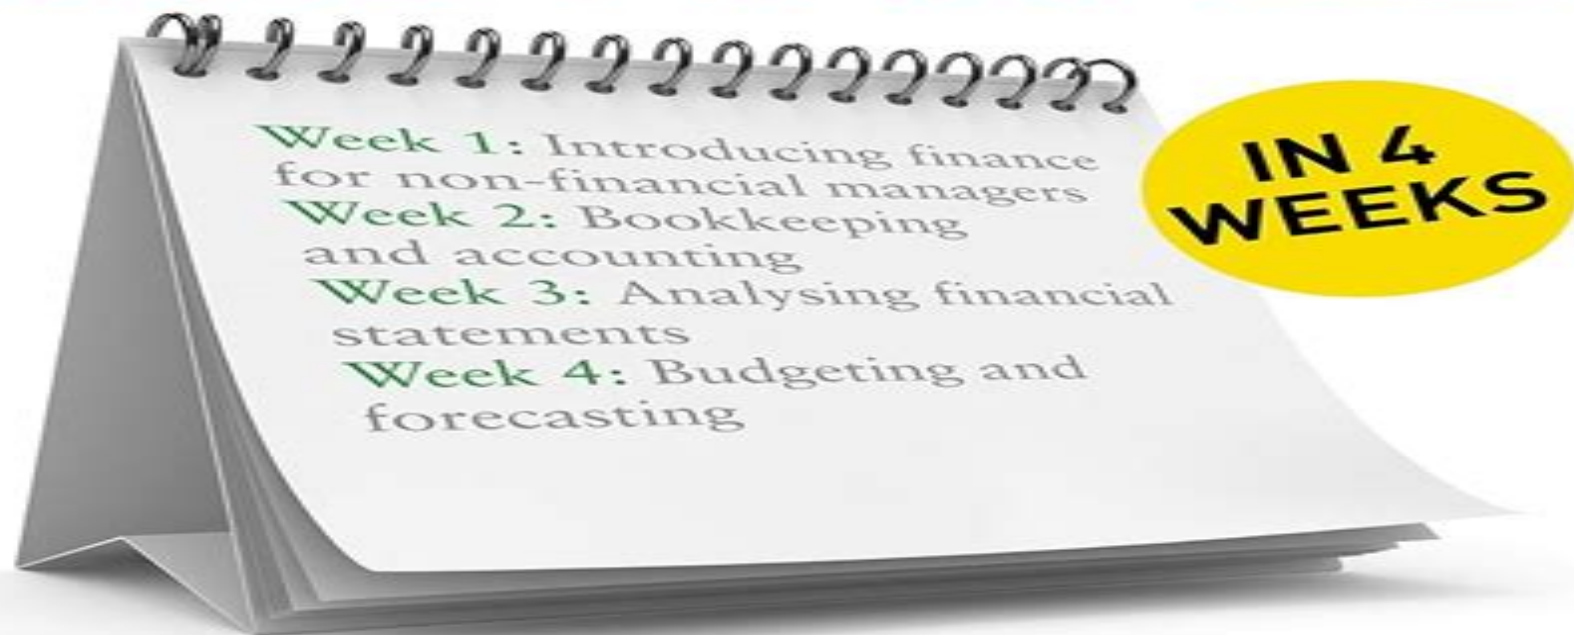 Week 1: Introducing finance
for non-financial managers
Week 2: Bookkeeping
and accounting
Week 3: Analysing financial
statements
Week 4: Budgeting and
forecasting
IN 4
WEEKS